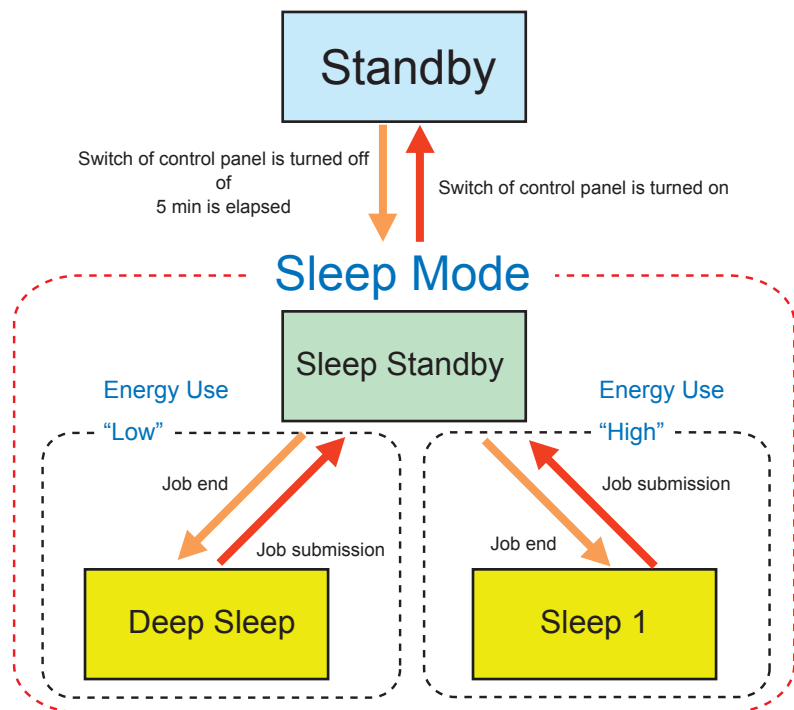 Standby
Switch of control panel is turned off
of
5 min is elapsed
Switch of control panel is turned on
Sleep Mode
Sleep Standby
Energy Use
“Low”
Energy Use
“High”
Job end
Job submission
Job submission
Job end
Deep Sleep
Sleep 1